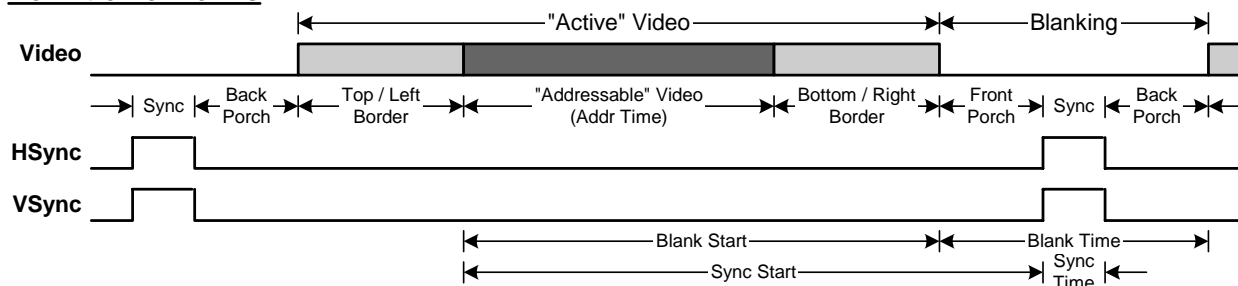 "Active" Video
Blanking
Video
Sync
Back
Porch
Top / Left
Border
"Addressable" Video
(Addr Time)
Bottom / Right
Border
Front
Porch
Sync
Back
Porch
HSync
VSync
Blank Start
Blank Time
Sync Start
Sync
Time